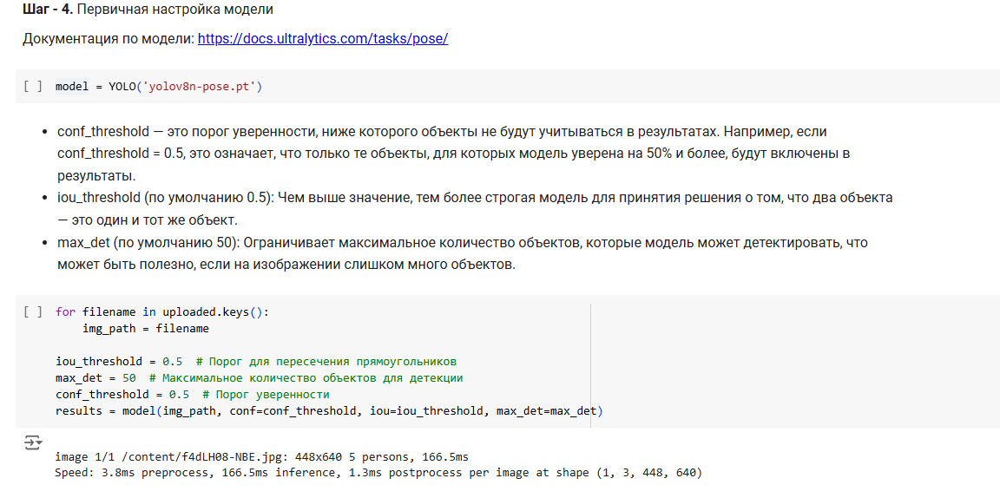 Шаг - 4. Первичная настройка модели
Документация по модели: https://docs.ultralytics.com/tasks/pose/
[ ] model = YOLO('yolov8n-pose.pt')
• conf_threshold — это порог уверенности, ниже которого объекты не будут учитываться в результатах. Например, если
conf_threshold = 0.5, это означает, что только те объекты, для которых модель уверена на 50% и более, будут включены в
результаты.
• iou_threshold (по умолчанию 0.5): Чем выше значение, тем более строгая модель для принятия решения о том, что два объекта
— это один и тот же объект.
• max_det (по умолчанию 50): Ограничивает максимальное количество объектов, которые модель может детектировать, что
может быть полезно, если на изображении слишком много объектов.
[ ] for filename in uploaded.keys():
    img_path = filename
iou_threshold = 0.5  # Порог для пересечения прямоугольников
max_det = 50  # Максимальное количество объектов для детекции
conf_threshold = 0.5  # Порог уверенности
results = model(img_path, conf=conf_threshold, iou=iou_threshold, max_det=max_det)
image 1/1 /content/f4dLH08-NBE.jpg: 448x640 5 persons, 166.5ms
Speed: 3.8ms preprocess, 166.5ms inference, 1.3ms postprocess per image at shape (1, 3, 448, 640)